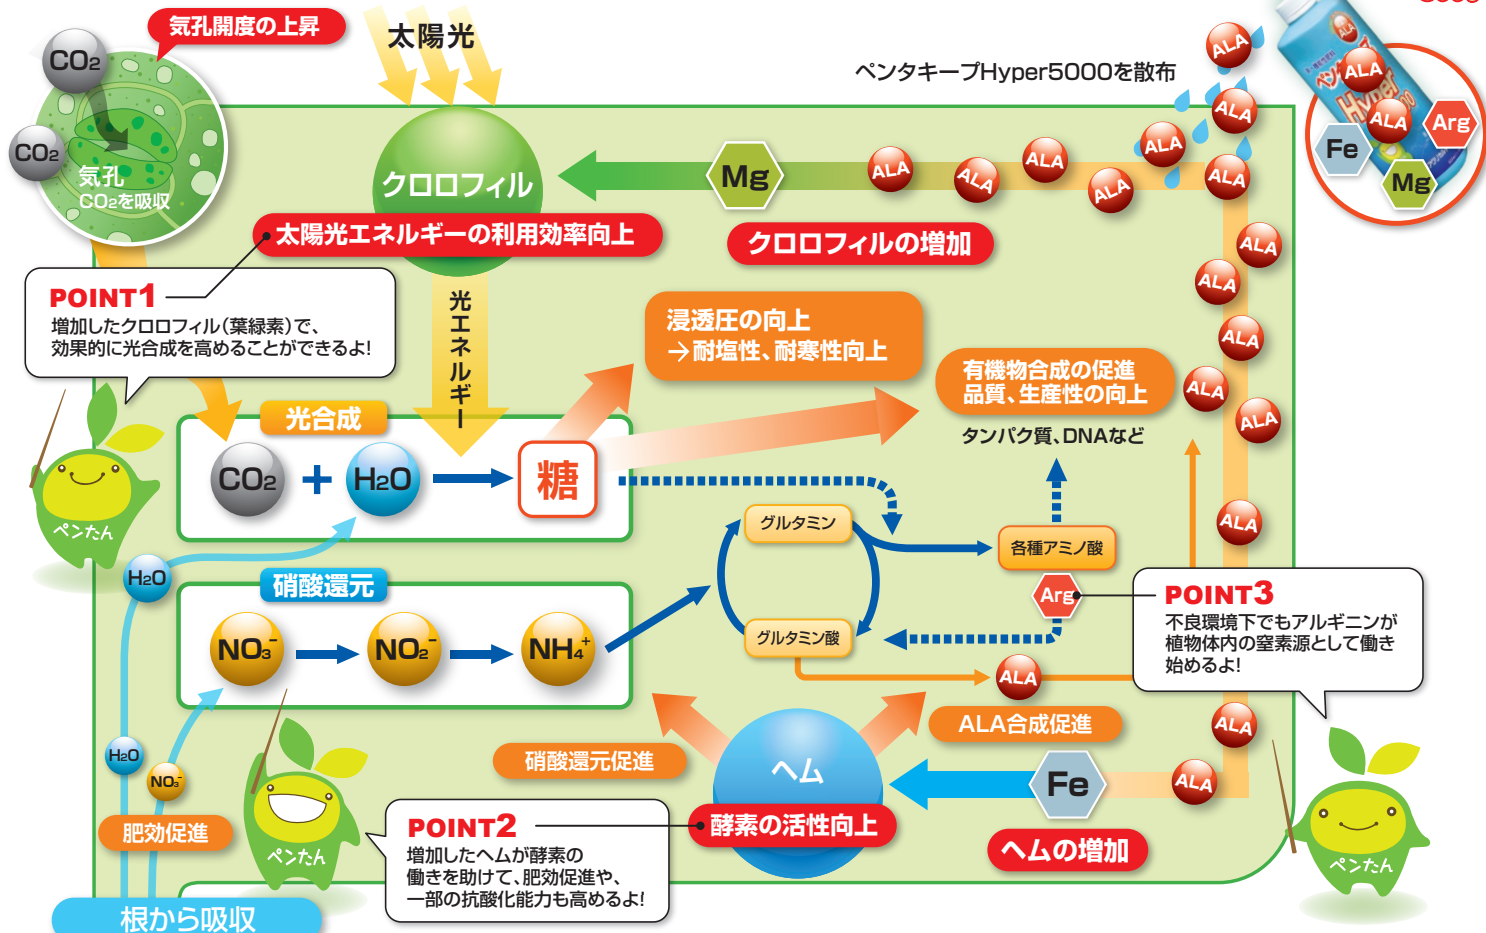 気孔開度の上昇
CO2
CO2
気孔
CO2を吸収
太陽光
ペンタキープHyper5000を散布
ALA
ALA
ALA
ALA
ALA
ALA
ALA
ALA
Hyper
ALA
ALA
Arg
Fe
Mg
クロロフィル
Mg
太陽光エネルギーの利用効率向上
クロロフィルの増加
POINT1
増加したクロロフィル(葉緑素)で、
効果的に光合成を高めることができるよ!
光エネルギー
浸透圧の向上
→耐塩性、耐寒性向上
有機物合成の促進
品質、生産性の向上
タンパク質、DNAなど
ALA
ALA
ALA
ALA
ALA
ALA
光合成
CO2 + H2O
糖
ペンたん
H2O
硝酸還元
NO3-
NO2-
NH4+
グルタミン
グルタミン酸
各種アミノ酸
Arg
POINT3
不良環境下でもアルギニンが
植物体内の窒素源として働き
始めるよ!
ALA
ALA合成促進
ALA
H2O
NO3-
肥効促進
硝酸還元促進
ヘム
Fe
ALA
酵素の活性向上
ヘムの増加
POINT2
増加したヘムが酵素の
働きを助けて、肥効促進や、
一部の抗酸化能力も高めるよ!
ペンたん
ペンたん
根から吸収